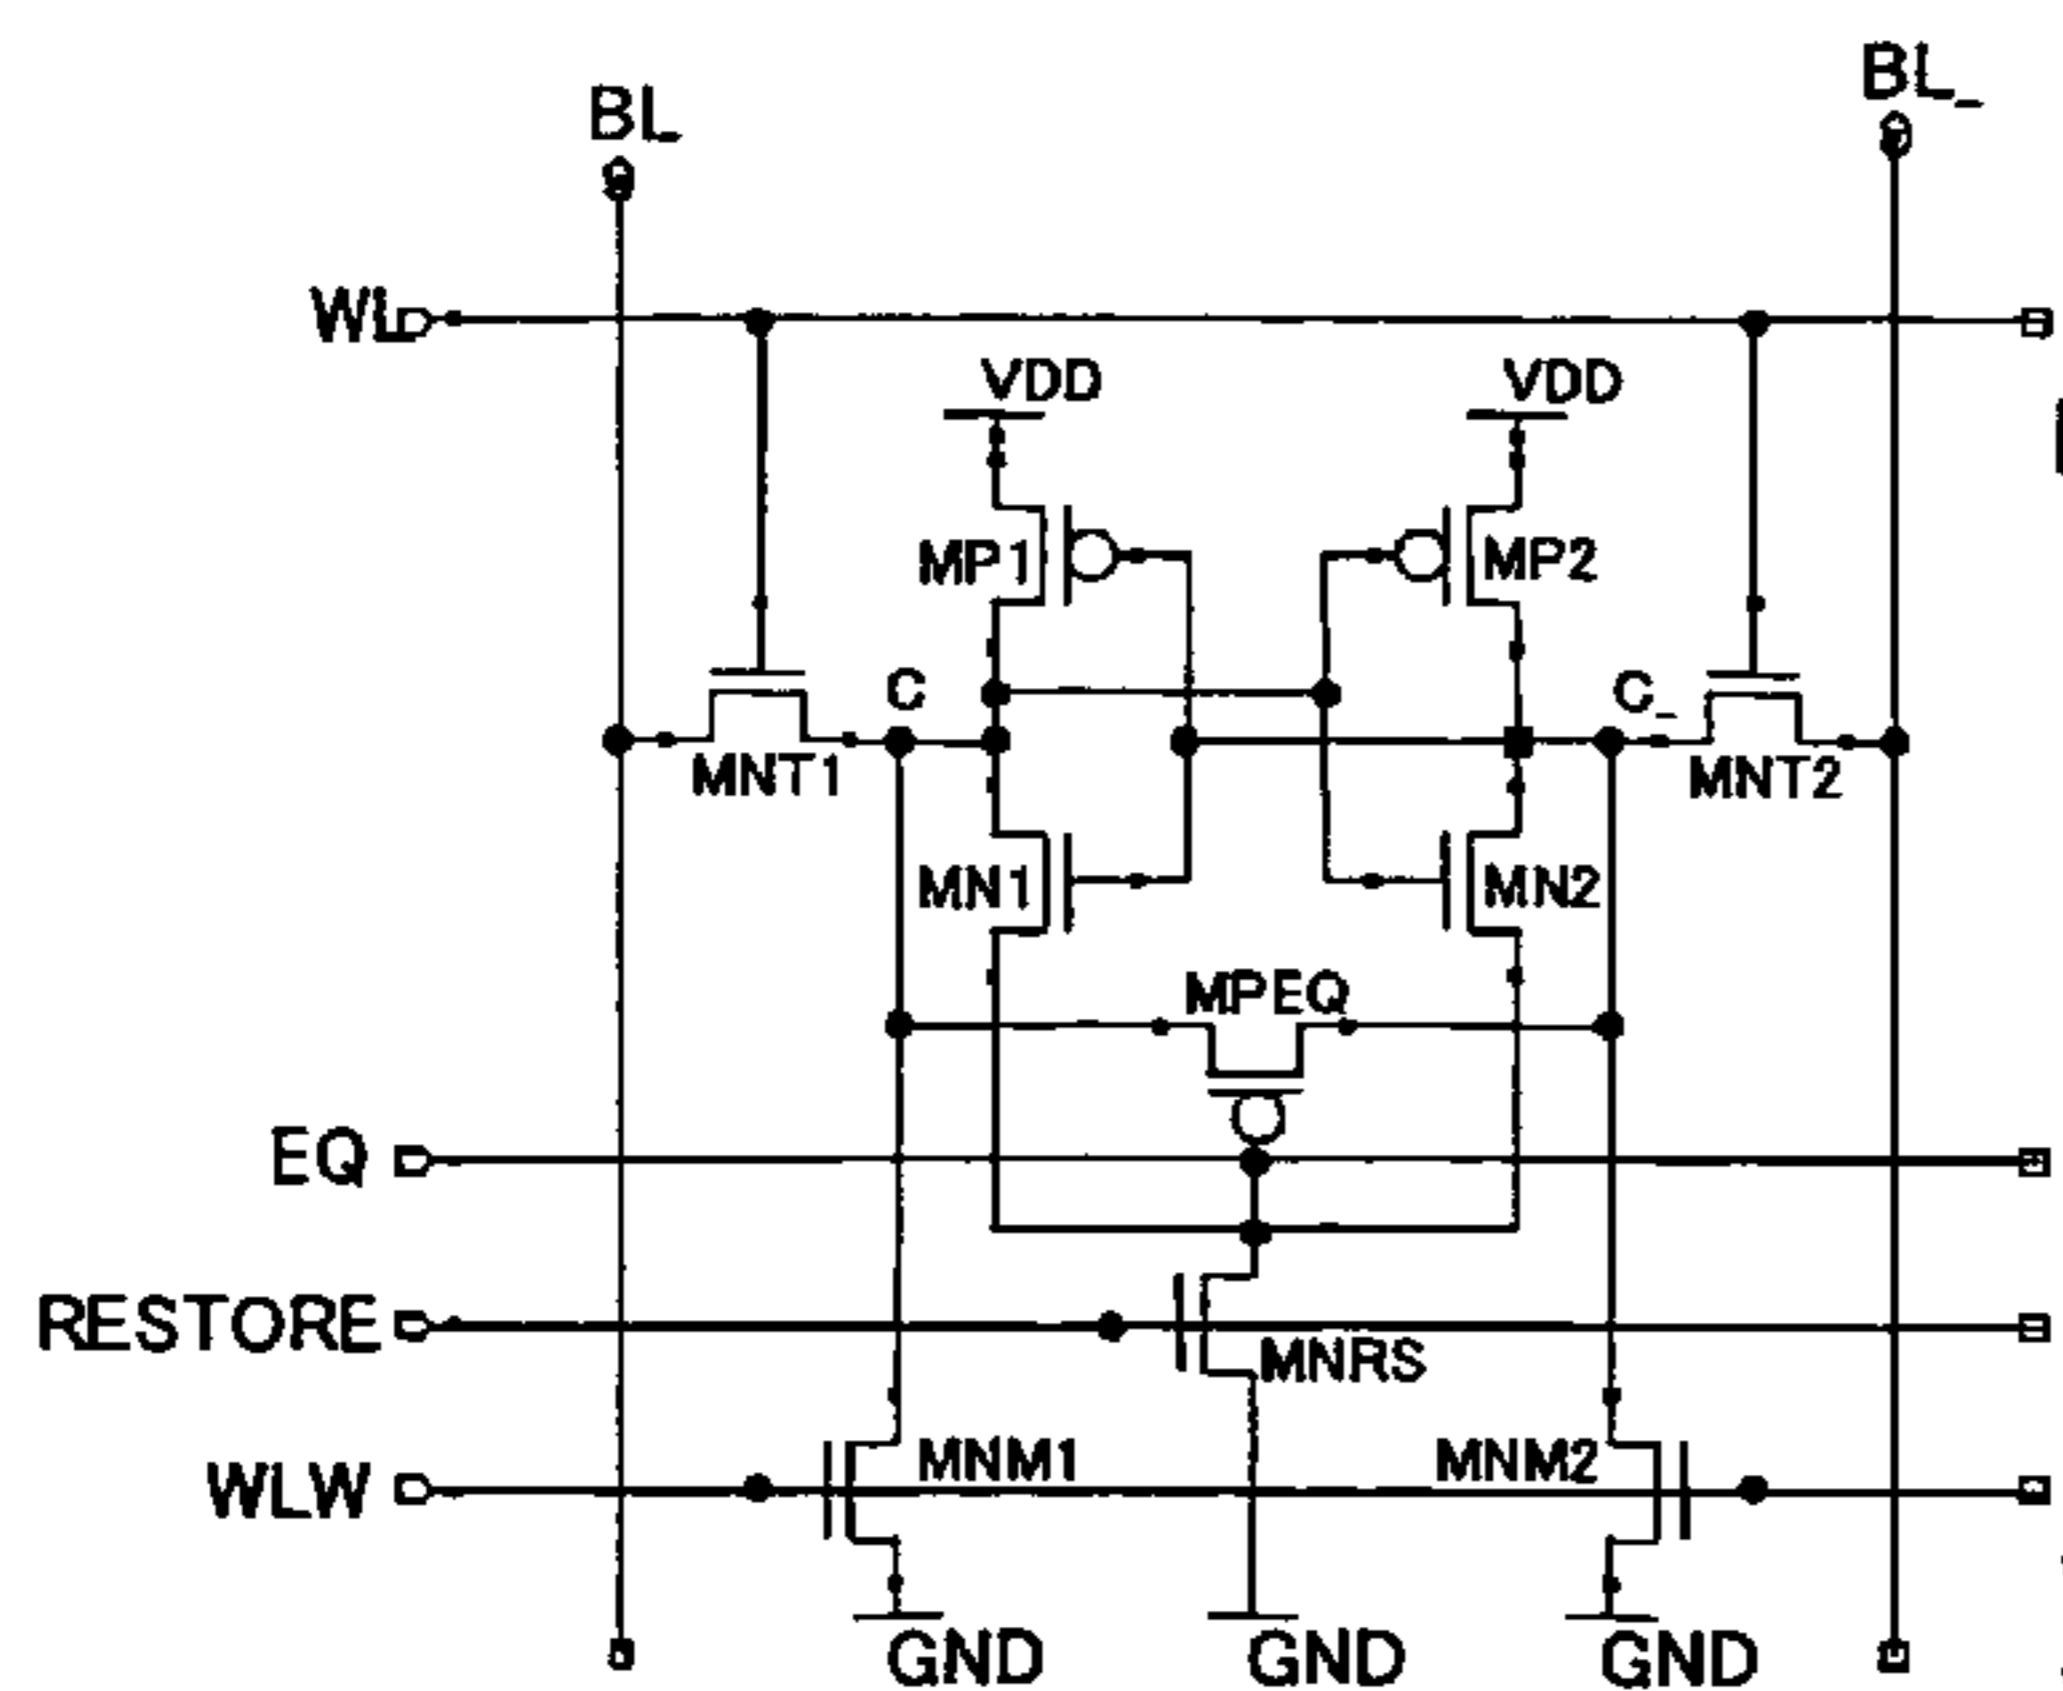 BL_
BL
WL
VDD VDD
MP1 MP2
C C_
MNT1 MNT2
MN1 MN2
MPEQ
EQ
RESTORE
MNRS
MNM1 MNM2
WLW
GND GND GND